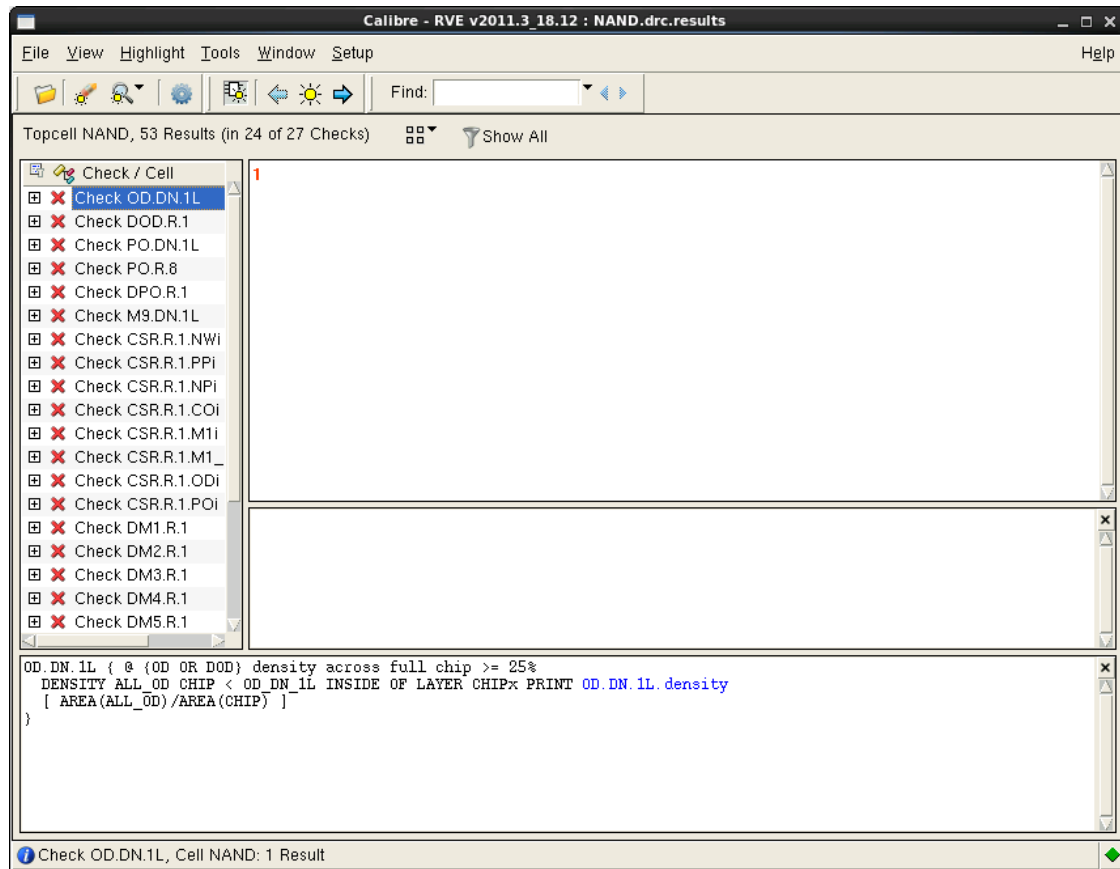 Calibre - RVE v2011.3_18.12 : NAND.drc.results
File View Highlight Tools Window Setup Help
Find:
Topcell NAND, 53 Results (in 24 of 27 Checks) Show All
Check / Cell
1
Check OD.DN.1L
Check DOD.R.1
Check PO.DN.1L
Check PO.R.8
Check DPO.R.1
Check M9.DN.1L
Check CSR.R.1.NWi
Check CSR.R.1.PPi
Check CSR.R.1.NPi
Check CSR.R.1.COi
Check CSR.R.1.M1i
Check CSR.R.1.M1_
Check CSR.R.1.ODi
Check CSR.R.1.POi
Check DM1.R.1
Check DM2.R.1
Check DM3.R.1
Check DM4.R.1
Check DM5.R.1
OD.DN.1L { @ {OD OR DOD} density across full chip >= 25%
DENSITY ALL_OD CHIP < OD_DN_1L INSIDE OF LAYER CHIPx PRINT OD.DN.1L.density
[ AREA(ALL_OD)/AREA(CHIP) ]
}
Check OD.DN.1L, Cell NAND: 1 Result